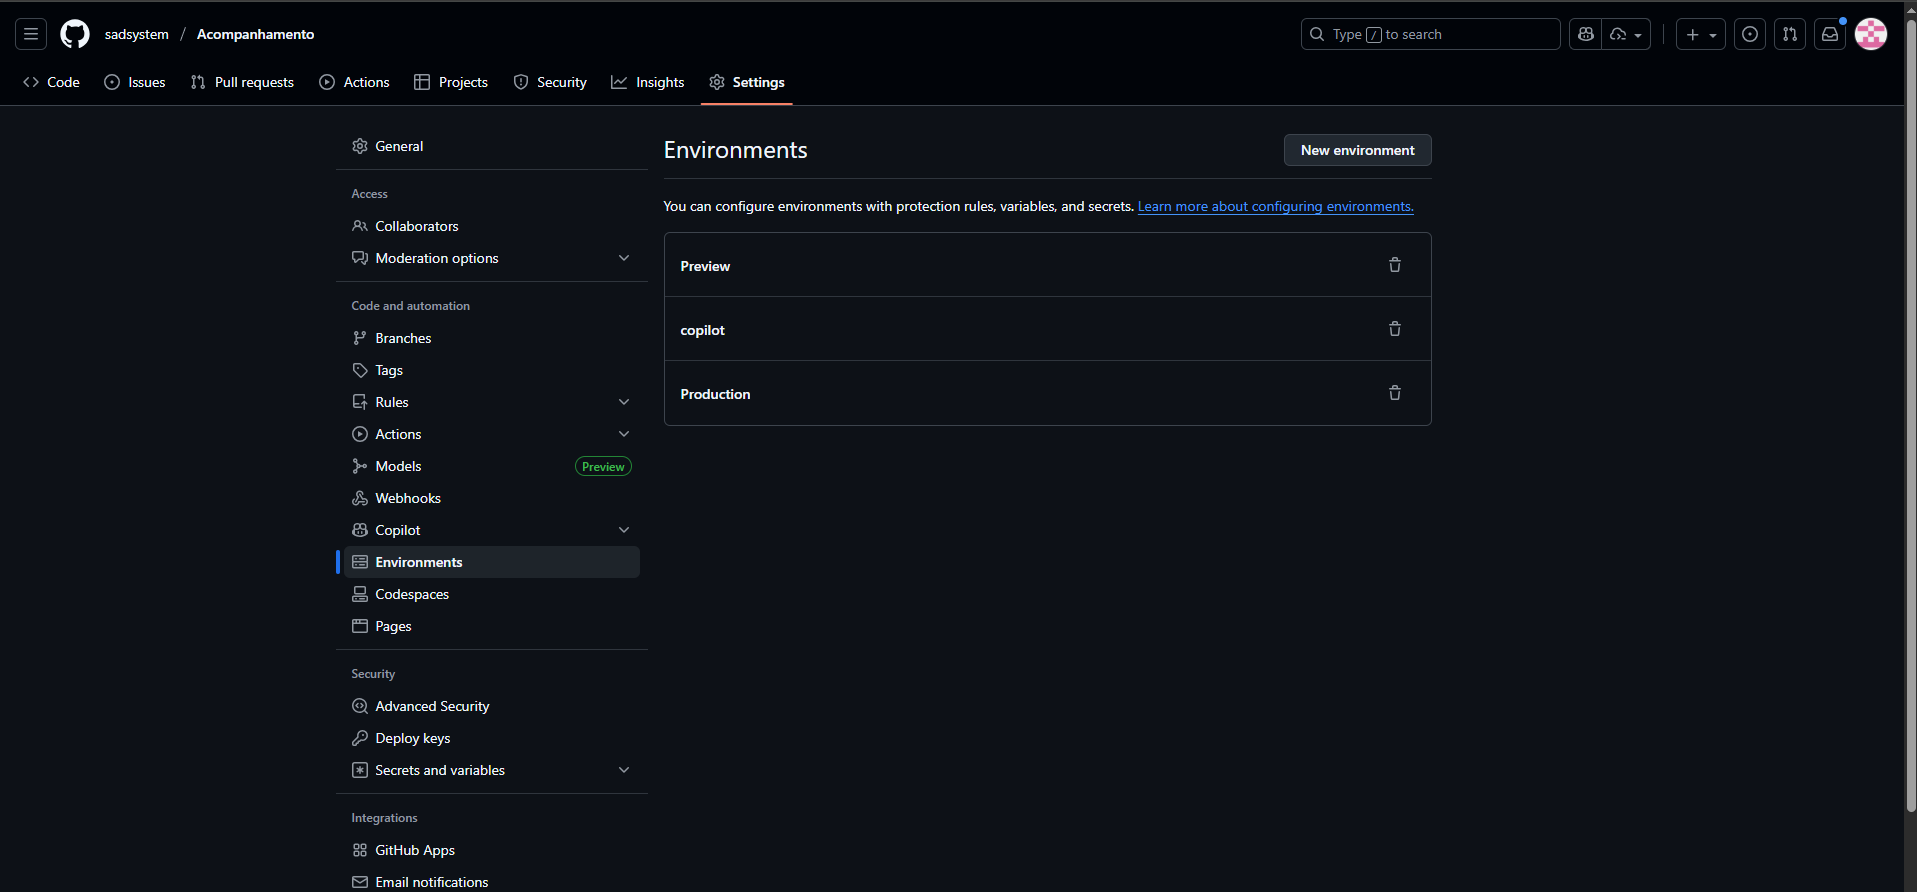 sadsystem / Acompanhamento
Type / to search
Code
Issues
Pull requests
Actions
Projects
Security
Insights
Settings
General
Access
Collaborators
Moderation options
Code and automation
Branches
Tags
Rules
Actions
Models Preview
Webhooks
Copilot
Environments
Codespaces
Pages
Security
Advanced Security
Deploy keys
Secrets and variables
Integrations
GitHub Apps
Email notifications
Environments
New environment
You can configure environments with protection rules, variables, and secrets. Learn more about configuring environments.
Preview
copilot
Production